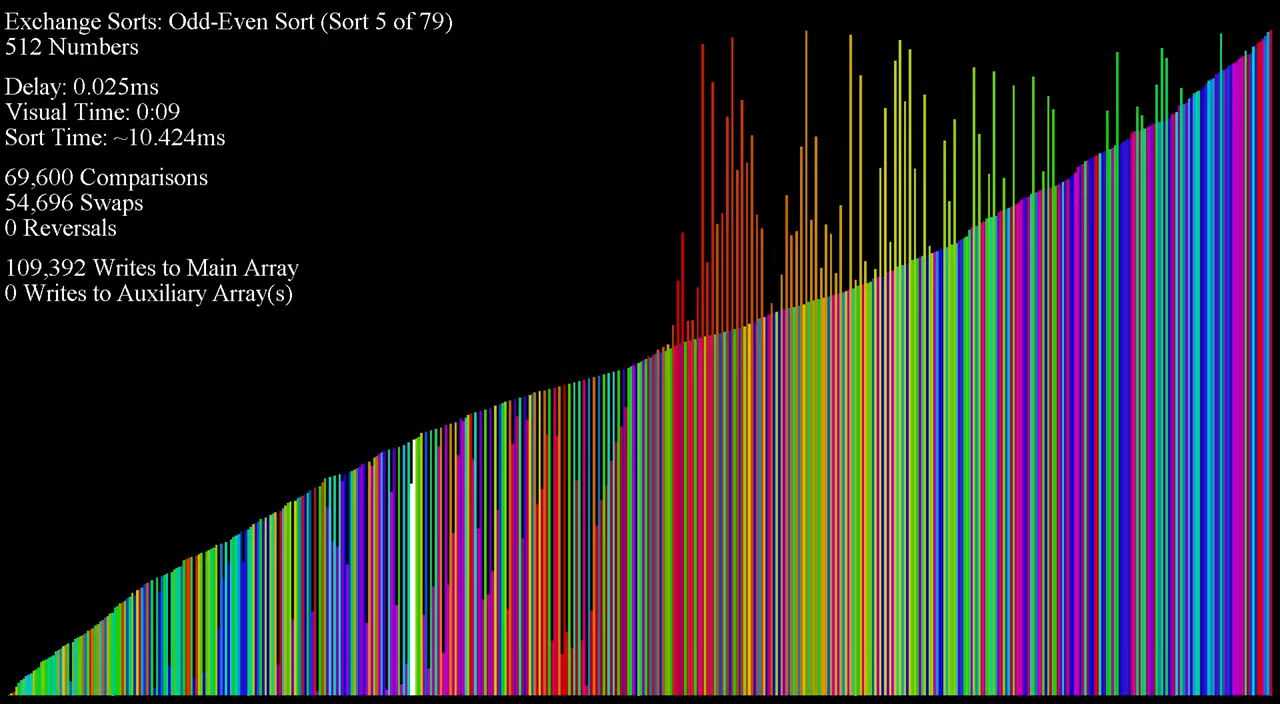 Exchange Sorts: Odd-Even Sort (Sort 5 of 79)
512 Numbers
Delay: 0.025ms
Visual Time: 0:09
Sort Time: ~10.424ms
69,600 Comparisons
54,696 Swaps
0 Reversals
109,392 Writes to Main Array
0 Writes to Auxiliary Array(s)